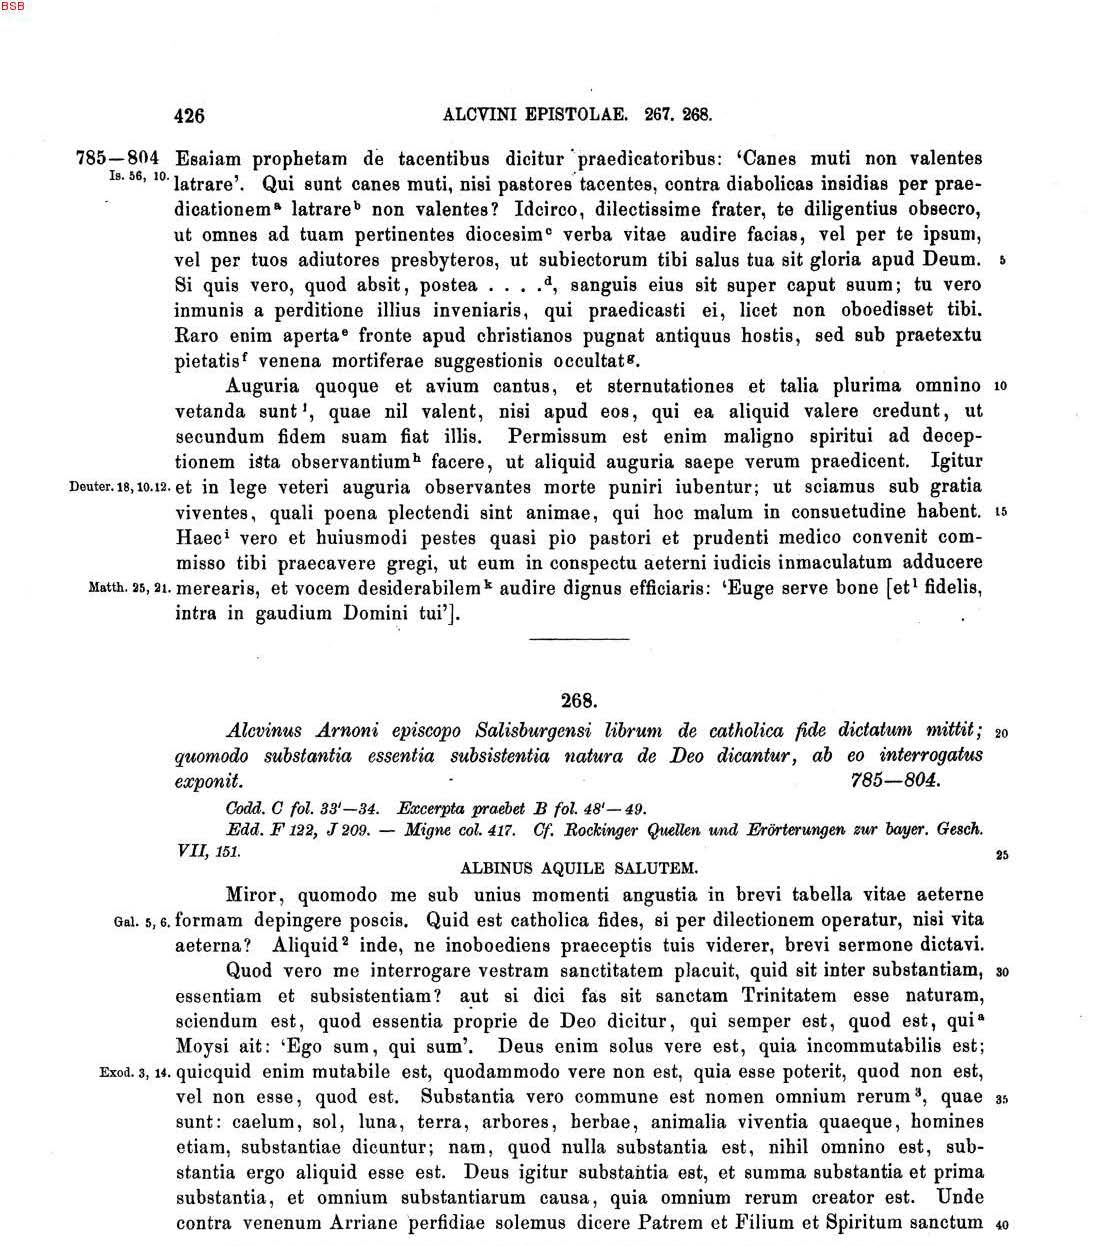 BSB
426 ALCVINI EPISTOLAE. 267. 268.
785—804 Esaiam prophetam de tacentibus dicitur praedicatoribus: ‘Canes muti non valentes
Is. 56, 10. latrare’. Qui sunt canes muti, nisi pastores tacentes, contra diabolicas insidias per prae-
dicationemᵃ latrareᵇ non valentes? Idcirco, dilectissime frater, te diligentius obsecro,
ut omnes ad tuam pertinentes diocesimᶜ verba vitae audire facias, vel per te ipsum,
vel per tuos adiutores presbyteros, ut subiectorum tibi salus tua sit gloria apud Deum. 5
Si quis vero, quod absit, postea . . . .ᵈ, sanguis eius sit super caput suum; tu vero
inmunis a perditione illius inveniaris, qui praedicasti ei, licet non oboedisset tibi.
Raro enim apertaᵉ fronte apud christianos pugnat antiquus hostis, sed sub praetextu
pietatisᶠ venena mortiferae suggestionis occultatᵍ.
Auguria quoque et avium cantus, et sternutationes et talia plurima omnino 10
vetanda sunt¹, quae nil valent, nisi apud eos, qui ea aliquid valere credunt, ut
secundum fidem suam fiat illis. Permissum est enim maligno spiritui ad decep-
tionem ista observantiumʰ facere, ut aliquid auguria saepe verum praedicent. Igitur
Deuter. 18, 10. 12. et in lege veteri auguria observantes morte puniri iubentur; ut sciamus sub gratia
viventes, quali poena plectendi sint animae, qui hoc malum in consuetudine habent. 15
Haecⁱ vero et huiusmodi pestes quasi pio pastori et prudenti medico convenit com-
misso tibi praecavere gregi, ut eum in conspectu aeterni iudicis inmaculatum adducere
Matth. 25, 21. merearis, et vocem desiderabilemᵏ audire dignus efficiaris: ‘Euge serve bone [etˡ fidelis,
intra in gaudium Domini tui’].
268.
Alcvinus Arnoni episcopo Salisburgensi librum de catholica fide dictatum mittit; 20
quomodo substantia essentia subsistentia natura de Deo dicantur, ab eo interrogatus
exponit. 785—804.
Codd. C fol. 33′—34. Excerpta praebet B fol. 48′—49.
Edd. F 122, J 209. — Migne col. 417. Cf. Rockinger Quellen und Erörterungen zur bayer. Gesch.
VII, 151. 25
ALBINUS AQUILE SALUTEM.
Miror, quomodo me sub unius momenti angustia in brevi tabella vitae aeterne
Gal. 5, 6. formam depingere poscis. Quid est catholica fides, si per dilectionem operatur, nisi vita
aeterna? Aliquid² inde, ne inoboediens praeceptis tuis viderer, brevi sermone dictavi.
Quod vero me interrogare vestram sanctitatem placuit, quid sit inter substantiam, 30
essentiam et subsistentiam? aut si dici fas sit sanctam Trinitatem esse naturam,
sciendum est, quod essentia proprie de Deo dicitur, qui semper est, quod est, quiᵃ
Moysi ait: ‘Ego sum, qui sum’. Deus enim solus vere est, quia incommutabilis est;
Exod. 3, 14. quicquid enim mutabile est, quodammodo vere non est, quia esse poterit, quod non est,
vel non esse, quod est. Substantia vero commune est nomen omnium rerum³, quae 35
sunt: caelum, sol, luna, terra, arbores, herbae, animalia viventia quaeque, homines
etiam, substantiae dicuntur; nam, quod nulla substantia est, nihil omnino est, sub-
stantia ergo aliquid esse est. Deus igitur substantia est, et summa substantia et prima
substantia, et omnium substantiarum causa, quia omnium rerum creator est. Unde
contra venenum Arriane perfidiae solemus dicere Patrem et Filium et Spiritum sanctum 40